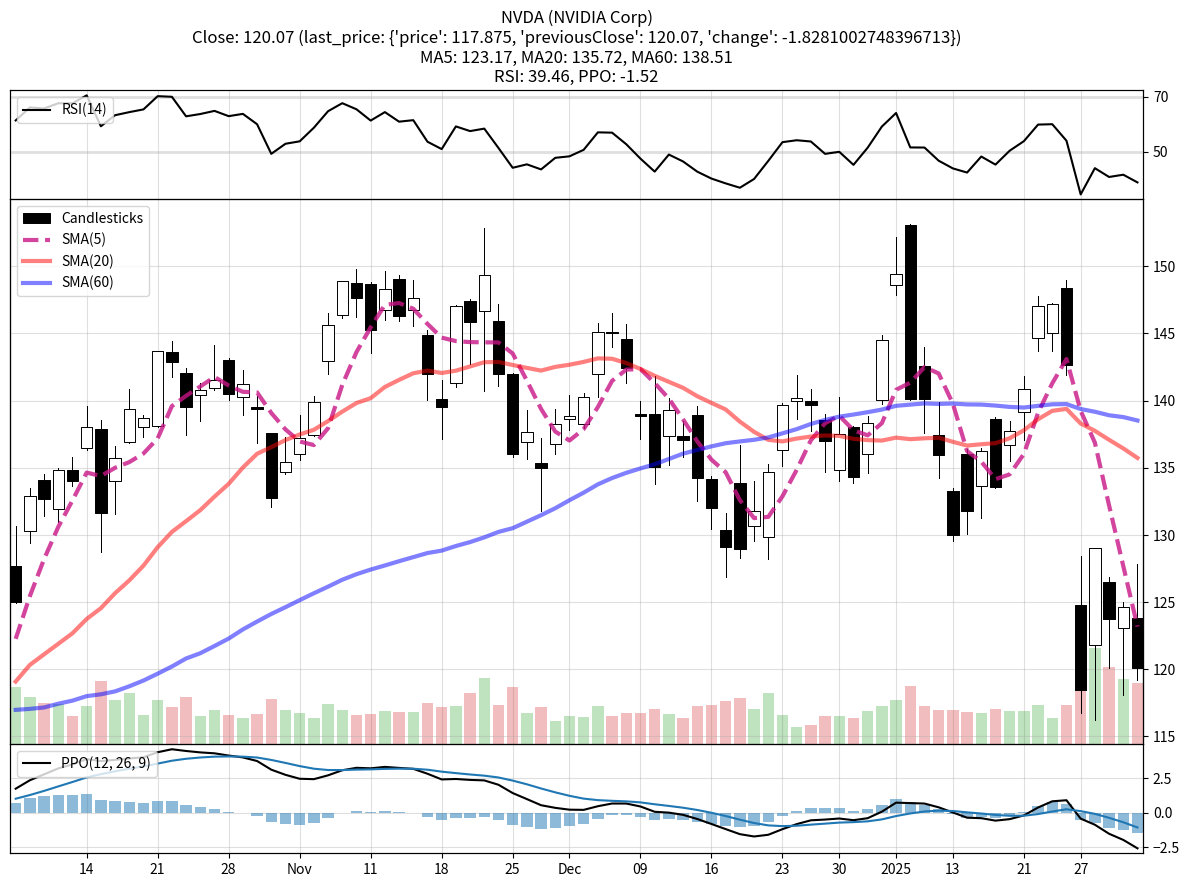 NVDA (NVIDIA Corp)
Close: 120.07 (last_price: {'price': 117.875, 'previousClose': 120.07, 'change': -1.8281002748396713})
MA5: 123.17, MA20: 135.72, MA60: 138.51
RSI: 39.46, PPO: -1.52
RSI(14)
70
50
Candlesticks
SMA(5)
SMA(20)
SMA(60)
150
145
140
135
130
125
120
115
PPO(12, 26, 9)
2.5
0.0
−2.5
14 21 28 Nov 11 18 25 Dec 09 16 23 30 2025 13 21 27